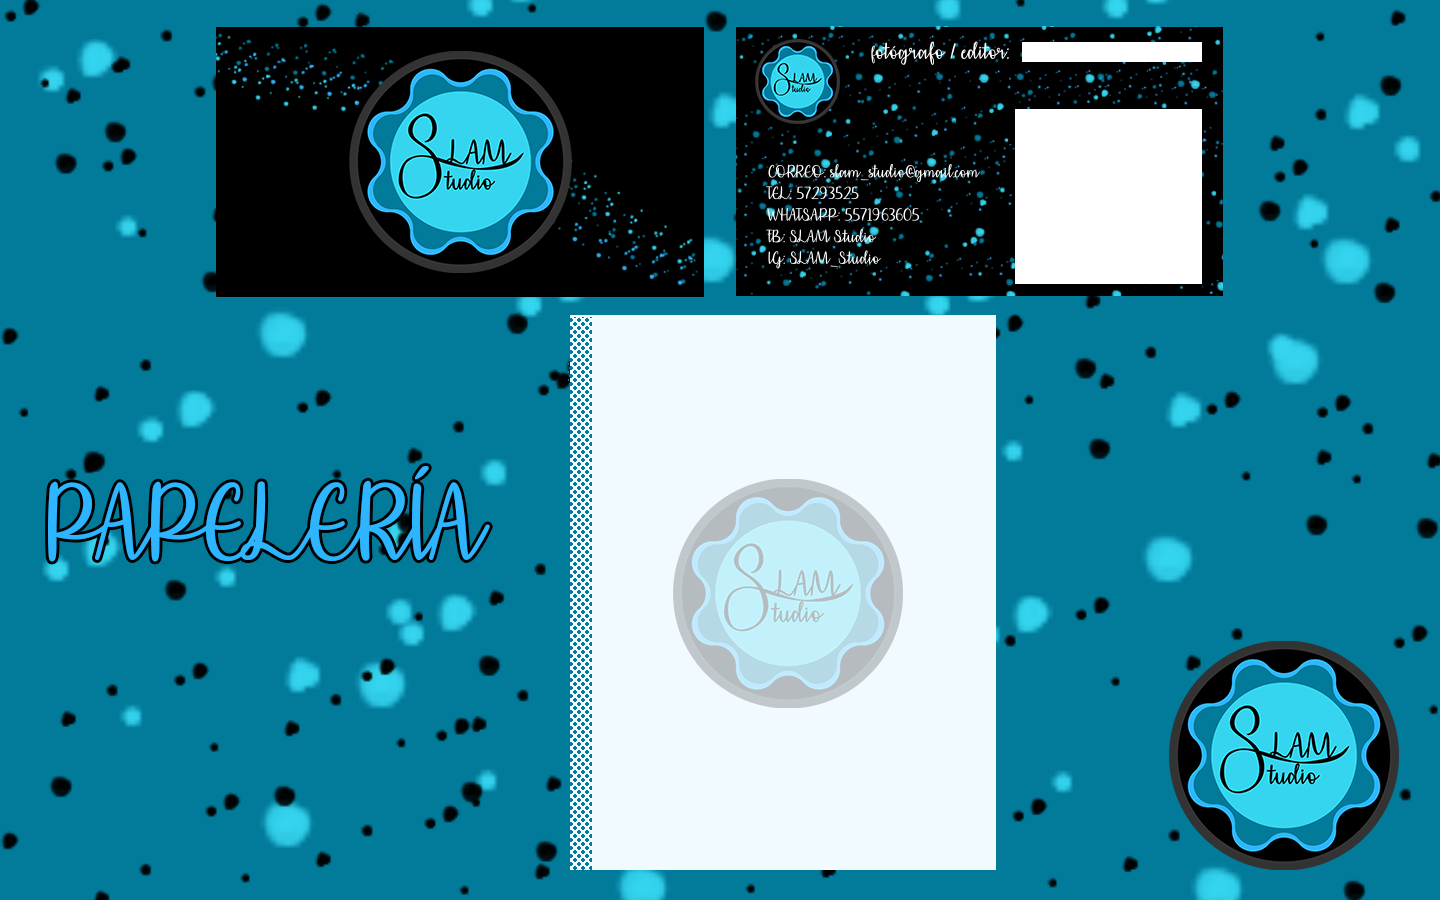 SLAM
Studio
SLAM
Studio
fotógrafo / editor:
CORREO: slam_studio@gmail.com
TEL: 57293525
WHATSAPP: 5571963605
FB: SLAM Studio
IG: SLAM_Studio
PAPELERÍA
SLAM
Studio
SLAM
Studio